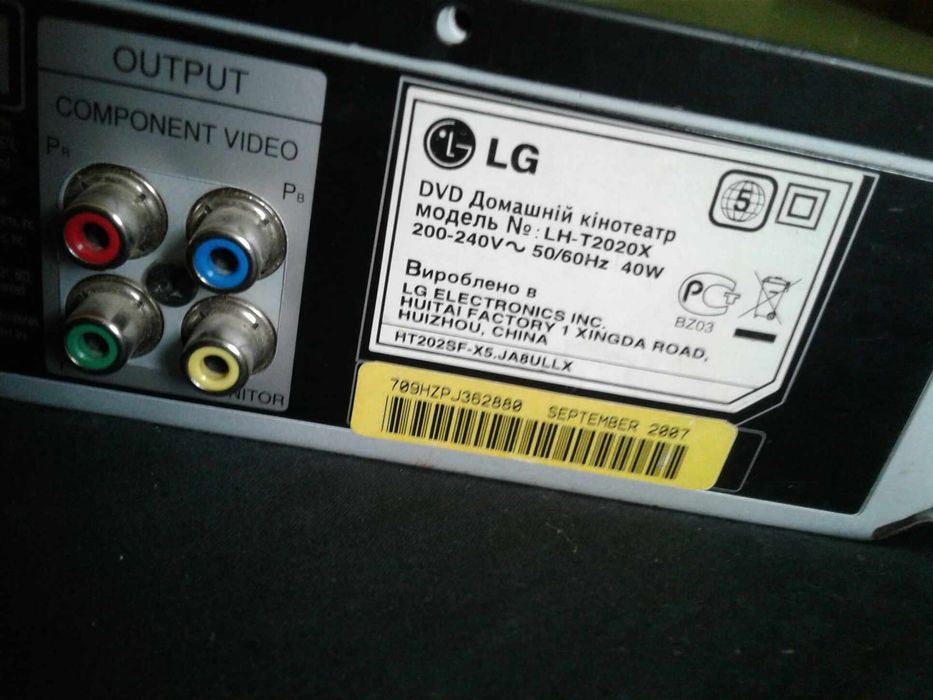 OUTPUT
COMPONENT VIDEO
PR
PB
NITOR
LG
DVD Домашній кінотеатр
модель №: LH-T2020X
200-240V~ 50/60Hz 40W
Вироблено в
LG ELECTRONICS INC.
HUITAI FACTORY 1 XINGDA ROAD,
HUIZHOU, CHINA
HT202SF-X5.JA8ULLX
5
BZ03
709HZPJ362880 SEPTEMBER 2007